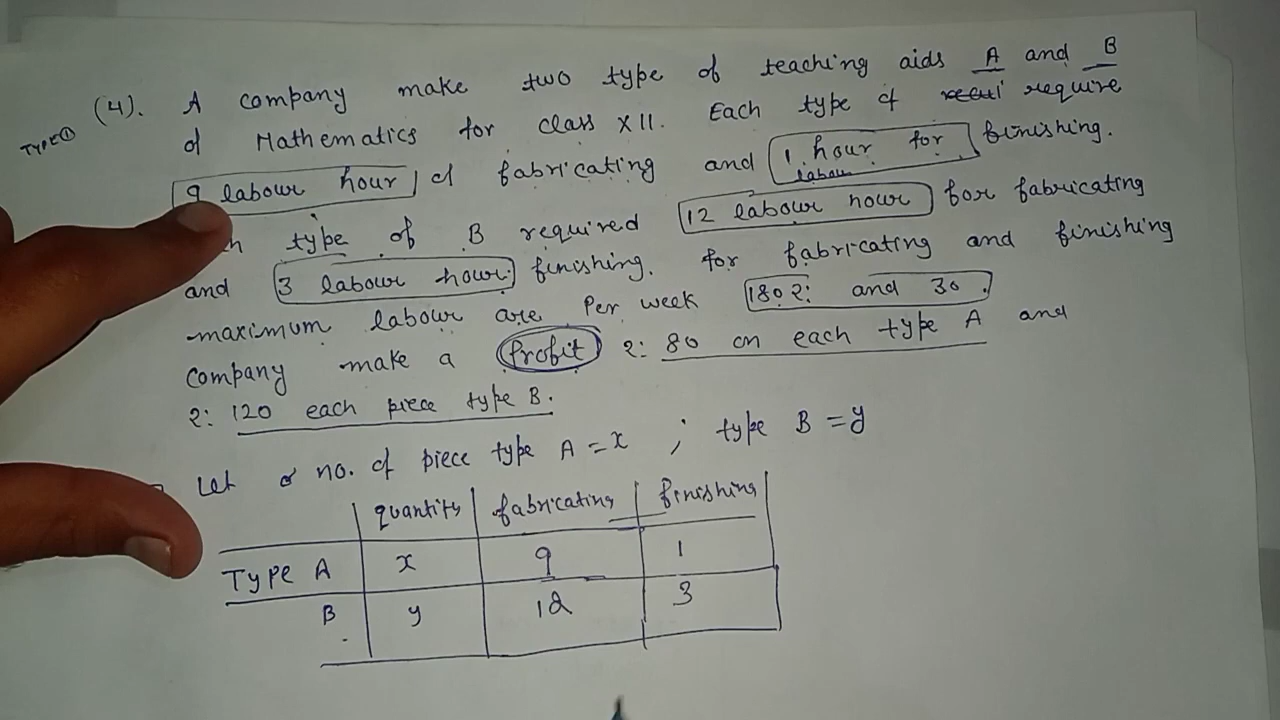 TYPE①
(4). A company make two type of teaching aids A and B
of Mathematics for class XII. Each type of require
9 labour hour of fabricating and 1 hour for finishing.
labour
type of B required 12 labour hour for fabricating
and 3 labour hour finishing. for fabricating and finishing
maximum labour are Per week 180 2: and 30.
company make a Profit 2: 80 on each type A and
2: 120 each piece type B.
Let no. of piece type A = x ; type B = y
quantity fabricating finishing
Type A x 9 1
B y 12 3